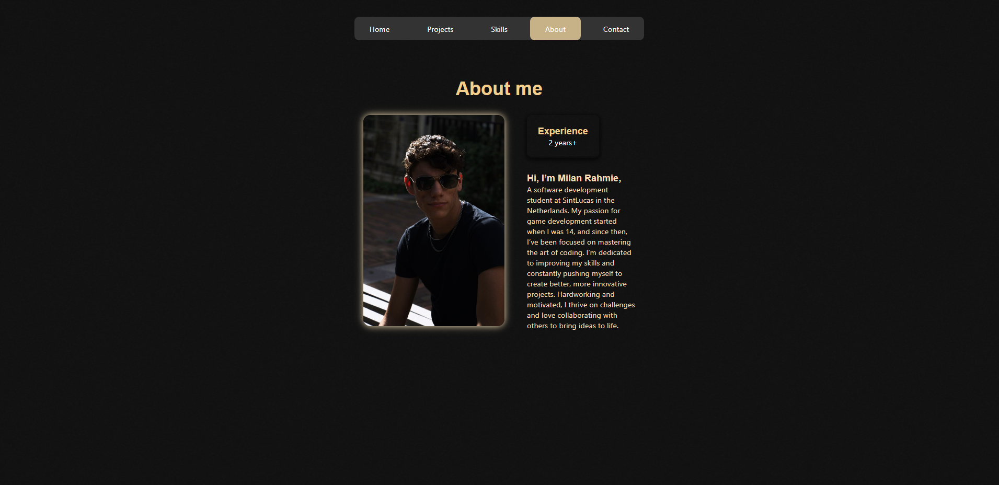 Home
Projects
Skills
About
Contact
About me
Experience
2 years+
Hi, I’m Milan Rahmie,
A software development
student at SintLucas in the
Netherlands. My passion for
game development started
when I was 14, and since then,
I’ve been focused on mastering
the art of coding. I’m dedicated
to improving my skills and
constantly pushing myself to
create better, more innovative
projects. Hardworking and
motivated, I thrive on challenges
and love collaborating with
others to bring ideas to life.